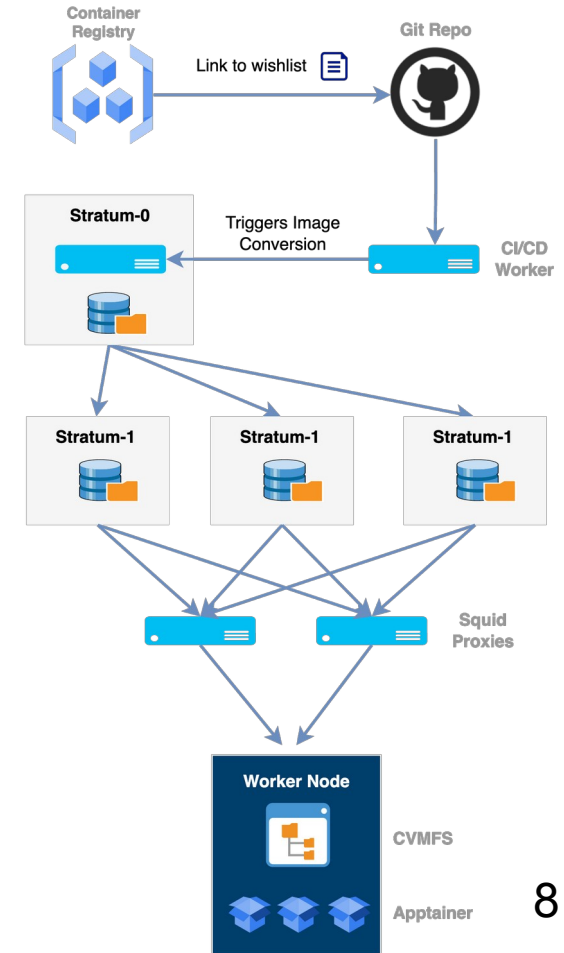 Container
Registry
Git Repo
Link to wishlist
Stratum-0
Triggers Image
Conversion
CI/CD
Worker
Stratum-1
Stratum-1
Stratum-1
Squid
Proxies
Worker Node
CVMFS
Apptainer
8